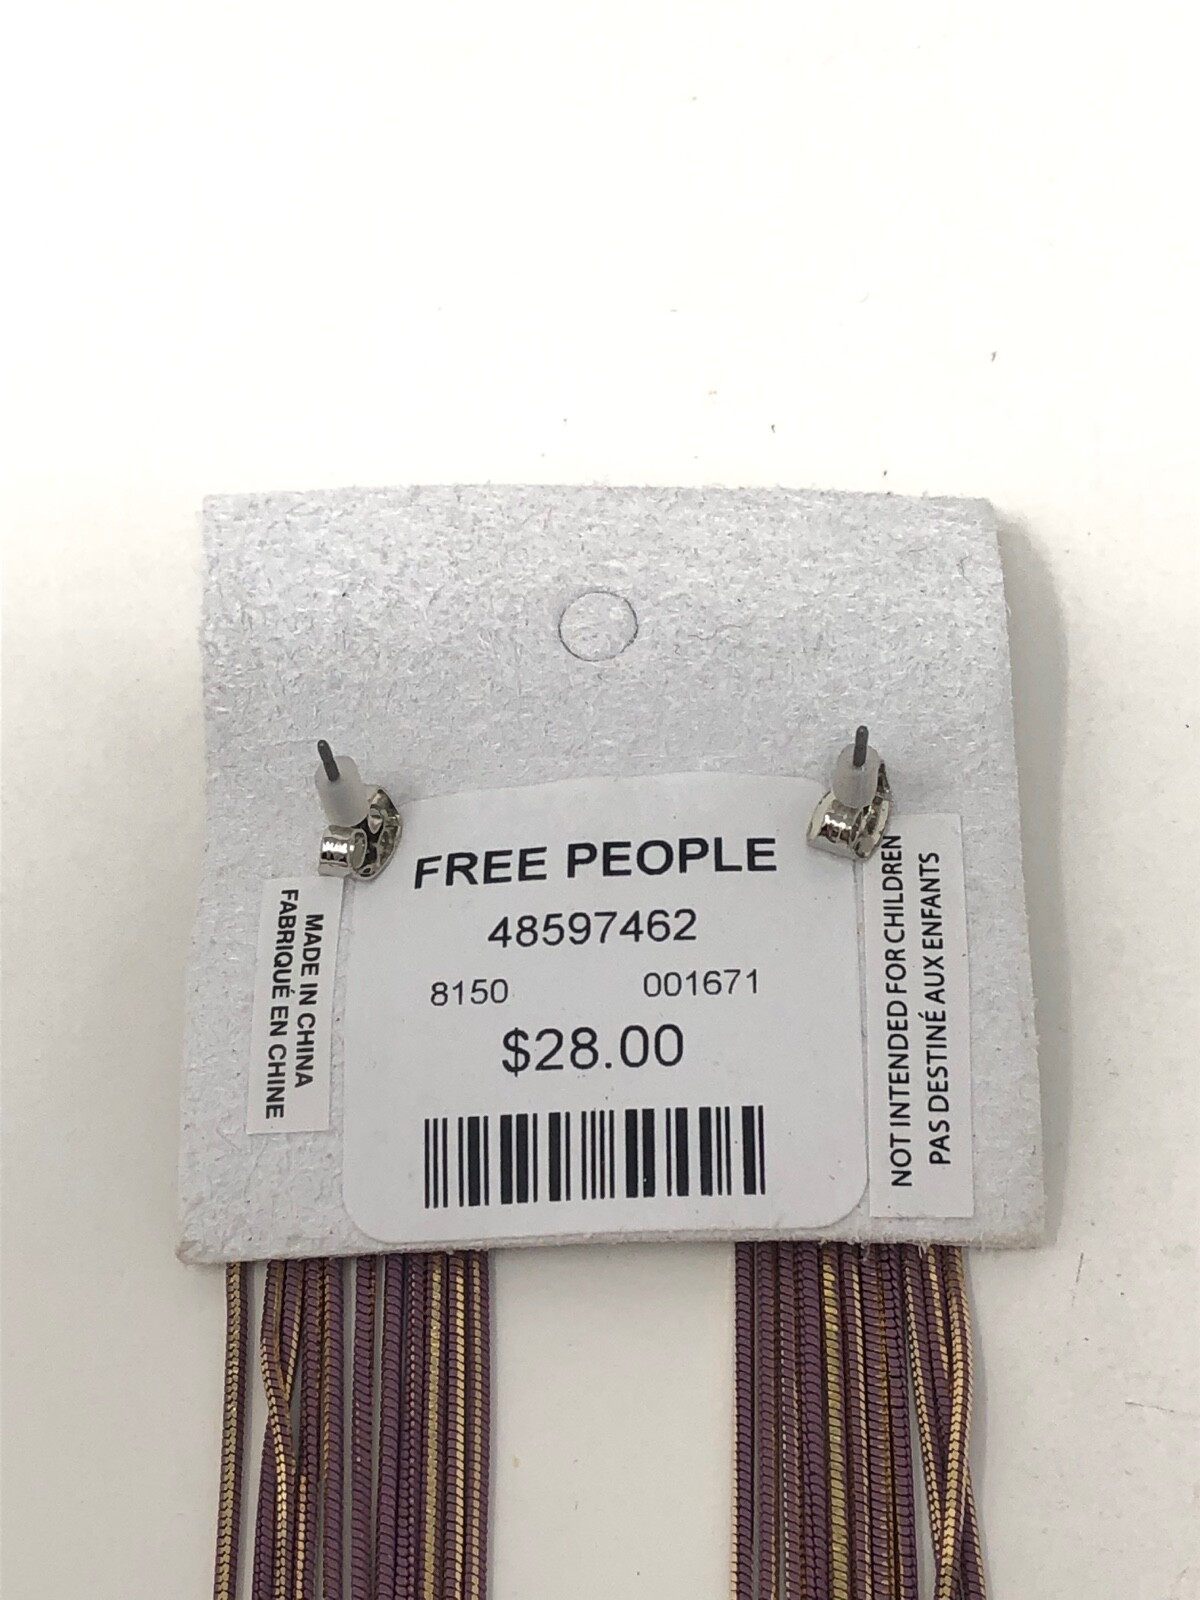 FREE PEOPLE
48597462
8150 001671
$28.00
MADE IN CHINA
FABRIQUÉ EN CHINE
NOT INTENDED FOR CHILDREN
PAS DESTINÉ AUX ENFANTS